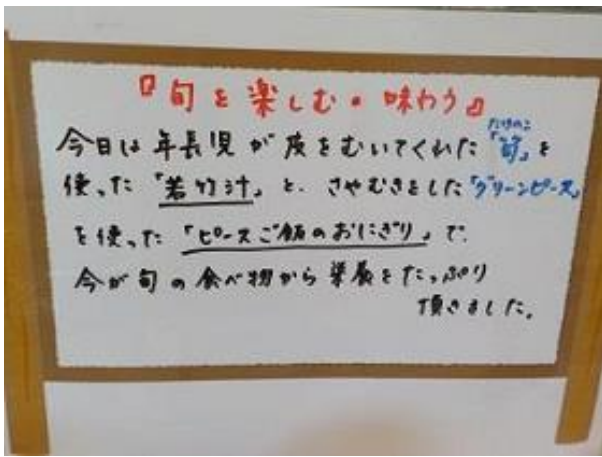 『旬を楽しむ・味わう』
今日は年長児が皮をむいてくれた「筍」を
たけのこ
使った「若竹汁」と、さやむきをした「グリーンピース」
を使った「ピースご飯のおにぎり」で、
今が旬の食べ物から栄養をたっぷり
頂きました。